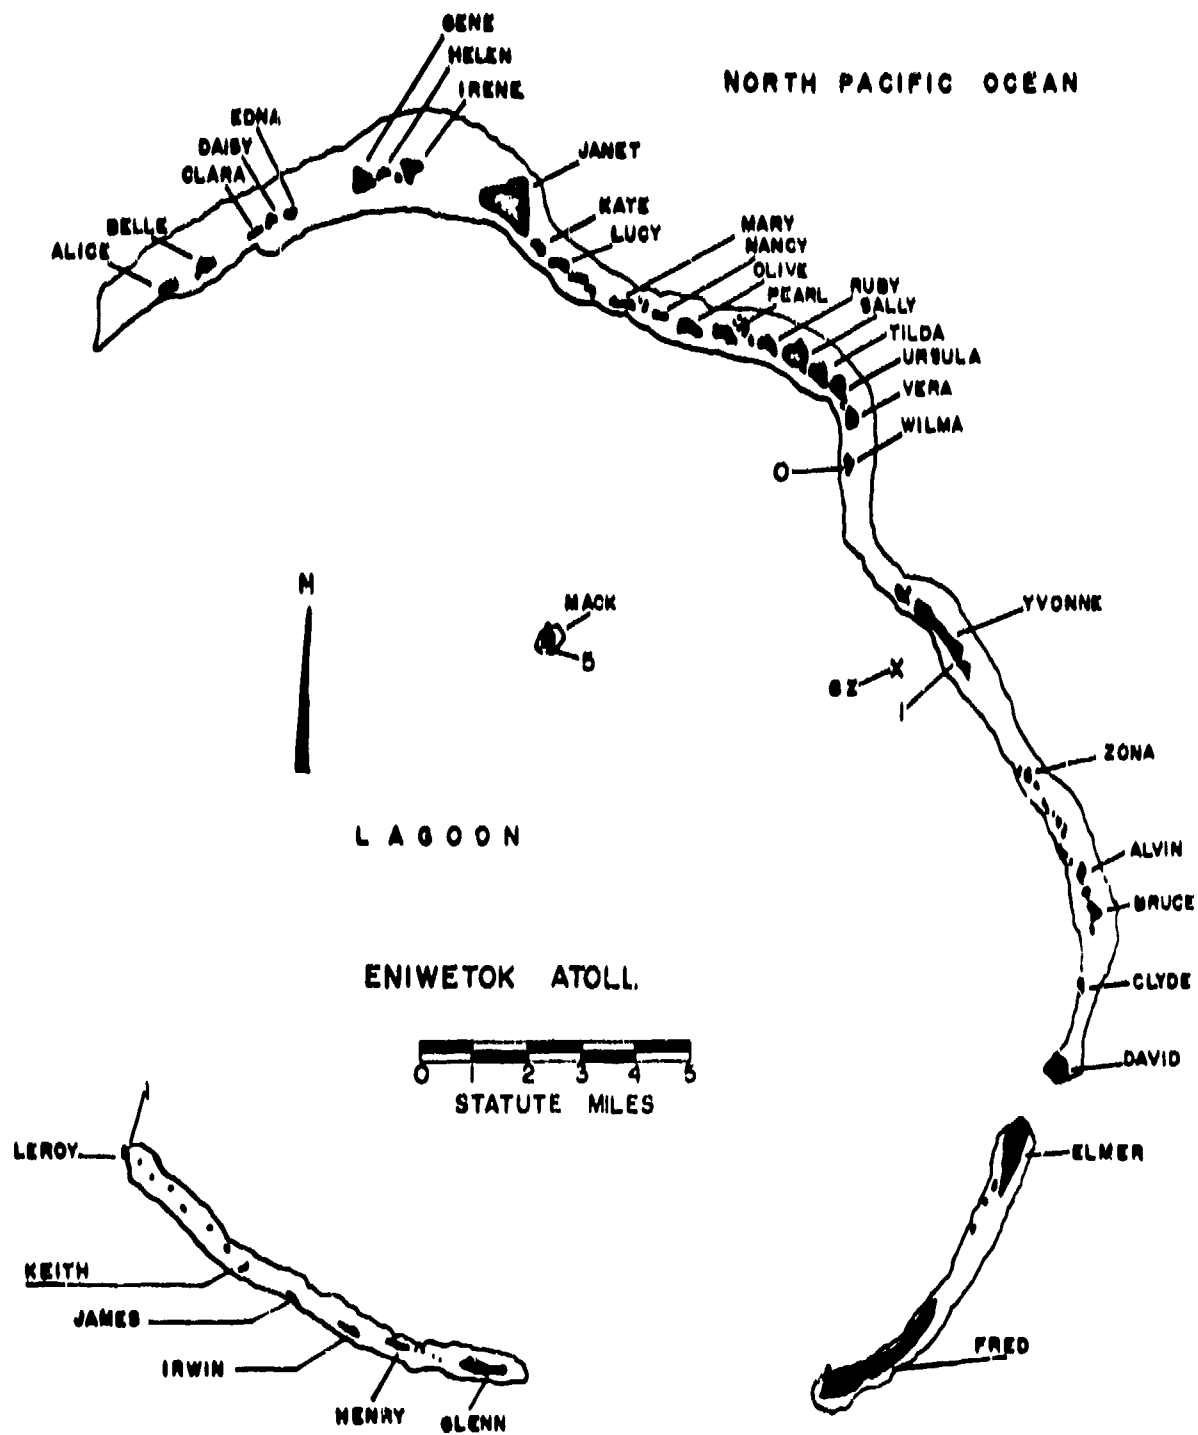 GENE
HELEN
IRENE
NORTH PACIFIC OCEAN
EDNA
DAISY
CLARA
JANET
BELLE
ALICE
KATE
LUCY
MARY
NANCY
OLIVE
PEARL
RUBY
SALLY
TILDA
URSULA
VERA
WILMA
0
N
MACK
5
YVONNE
GZ
X
1
ZONA
LAGOON
ALVIN
BRUCE
CLYDE
ENIWETOK ATOLL
0 1 2 3 4 5
STATUTE MILES
DAVID
LEROY
ELMER
KEITH
JAMES
IRWIN
HENRY
GLENN
FRED